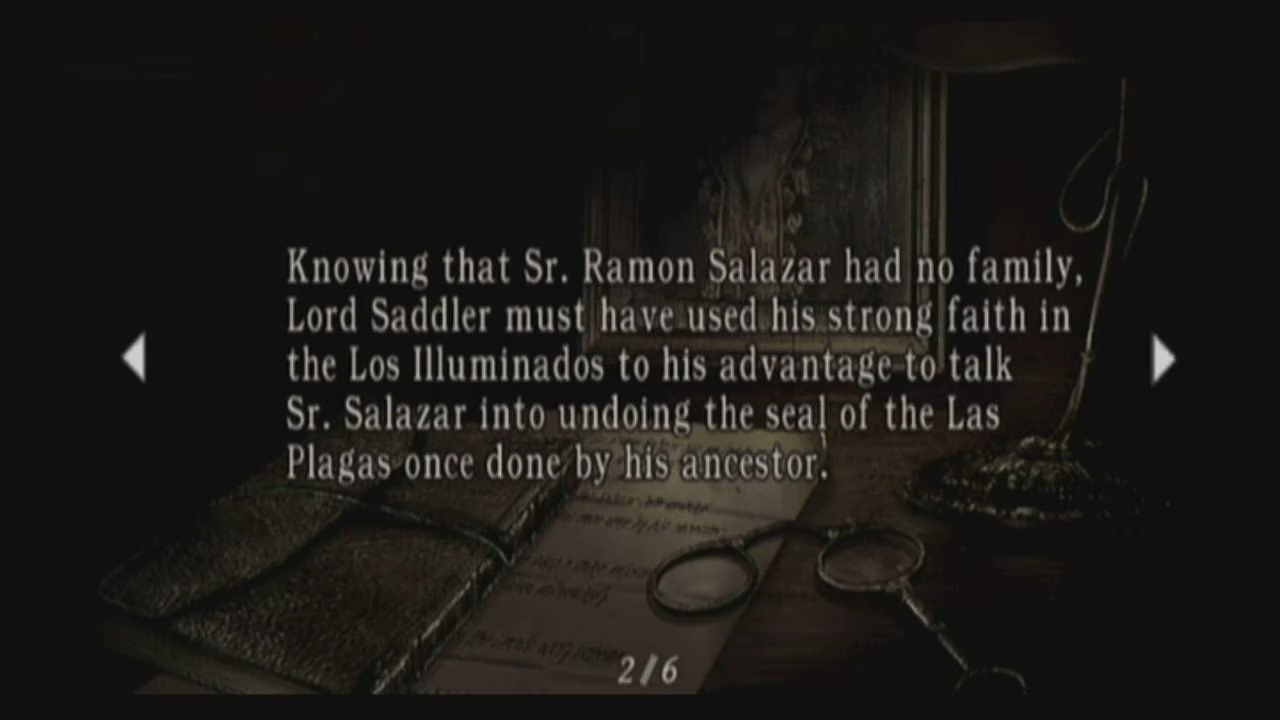 Knowing that Sr. Ramon Salazar had no family,
Lord Saddler must have used his strong faith in
the Los Illuminados to his advantage to talk
Sr. Salazar into undoing the seal of the Las
Plagas once done by his ancestor.
2/6